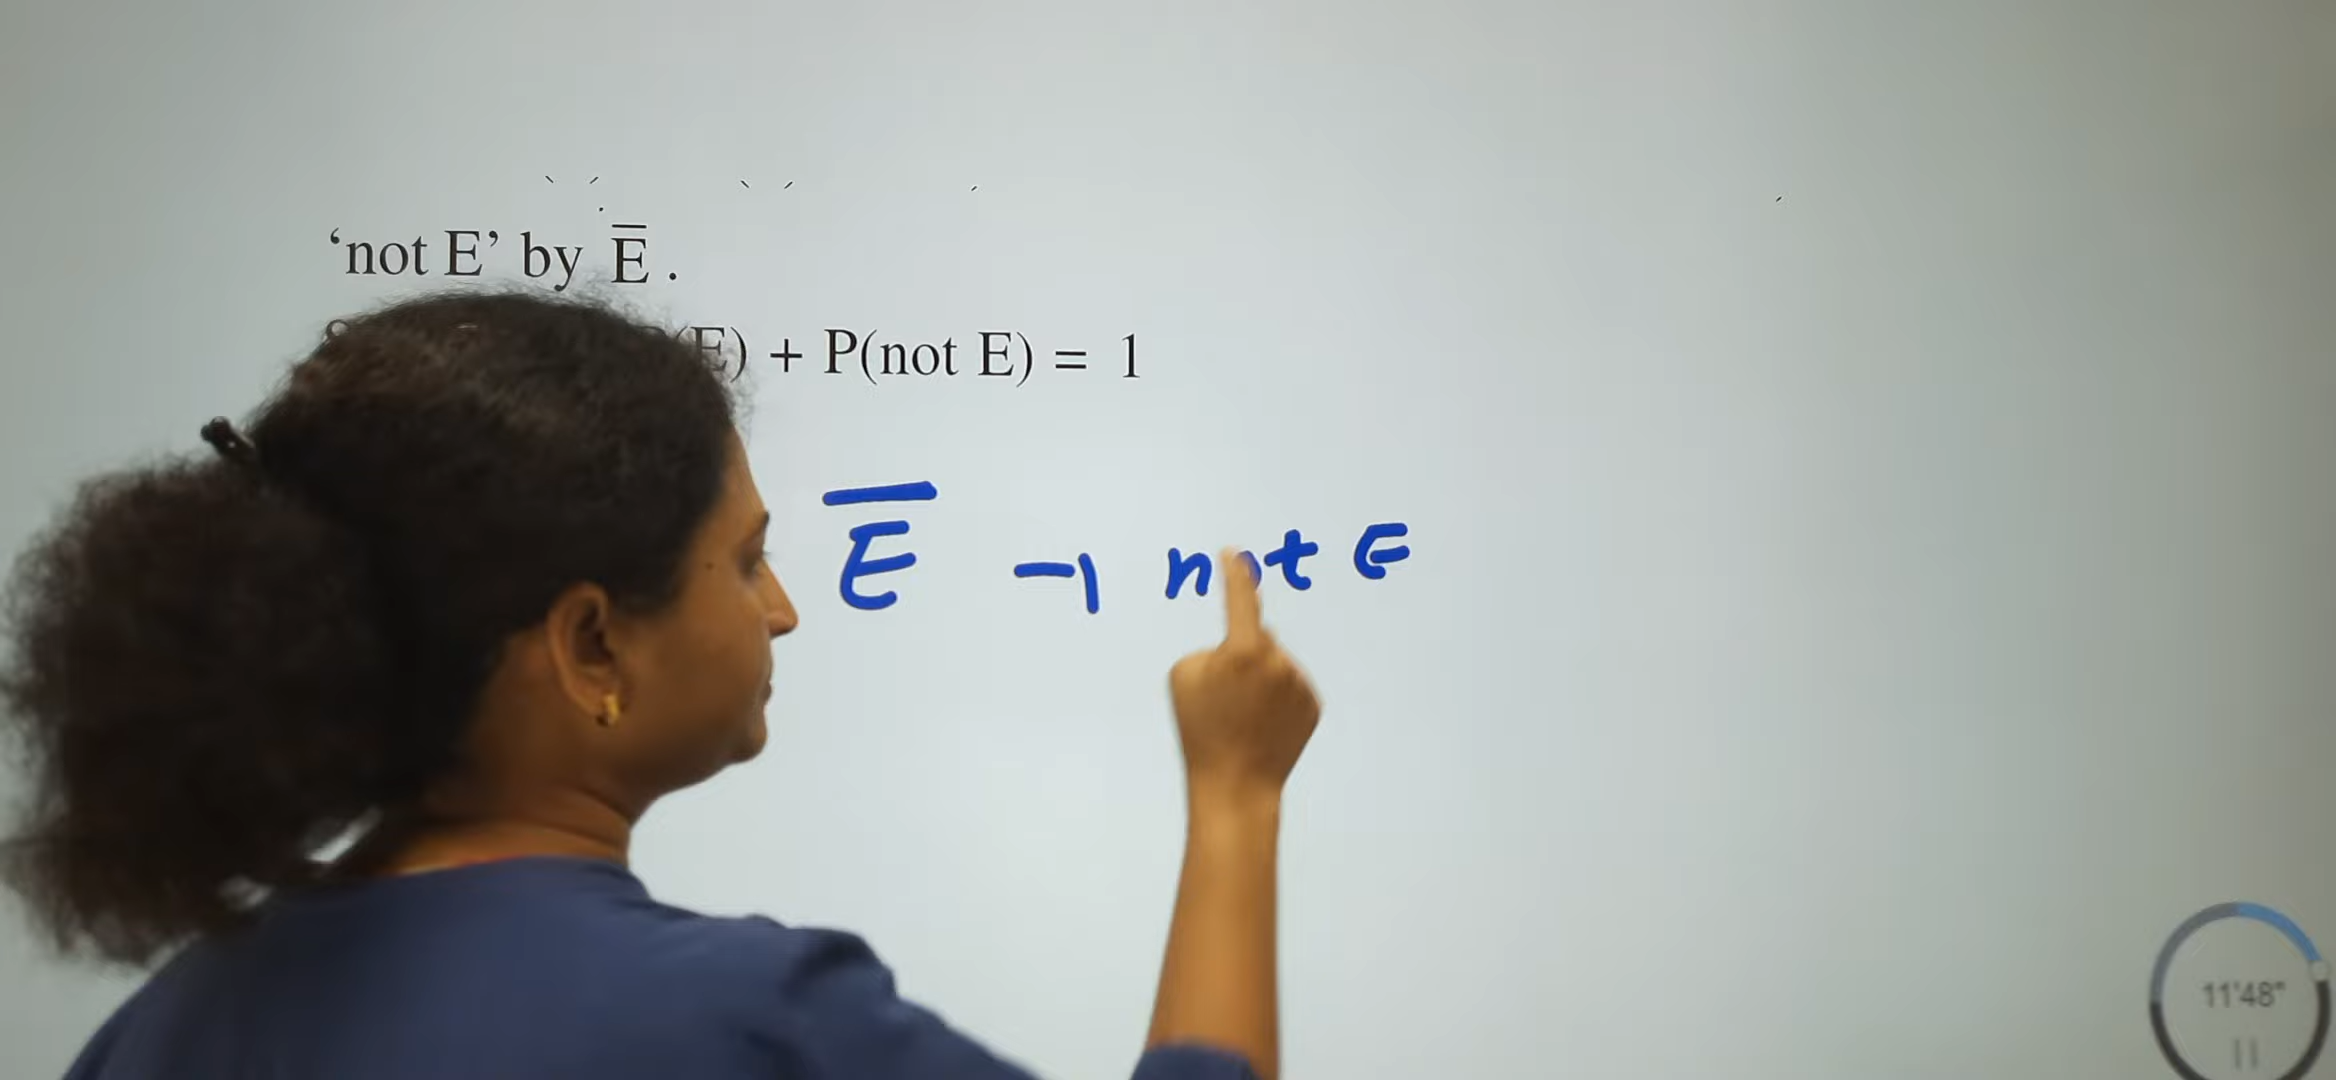 ‘not E’ by E̅ .
E) + P(not E) = 1
E̅ → not E
11'48"